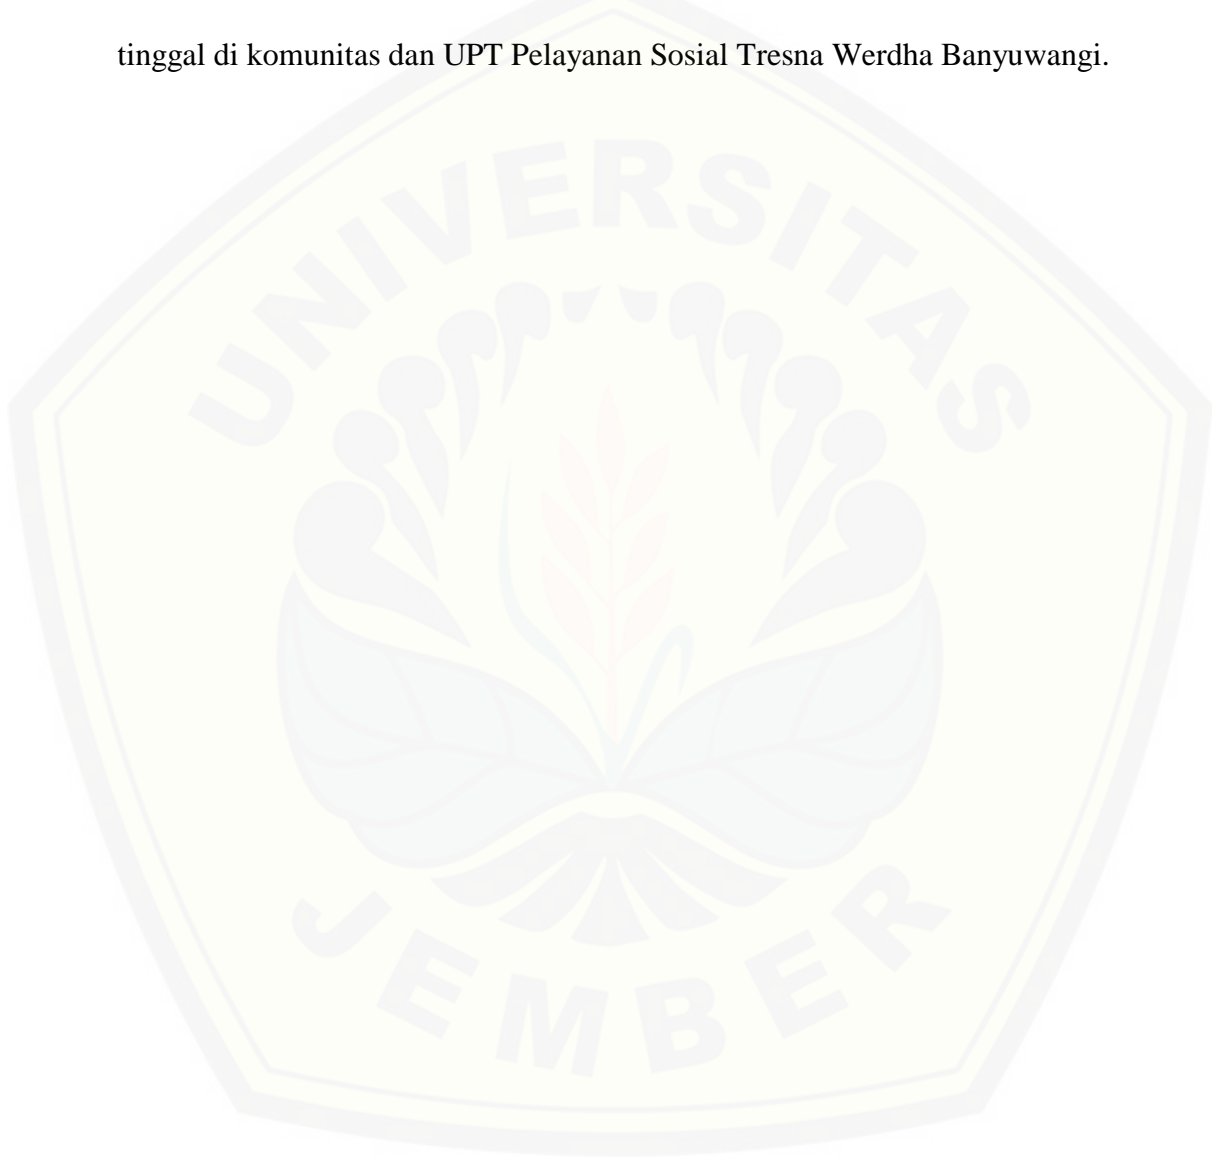 tinggal di komunitas dan UPT Pelayanan Sosial Tresna Werdha Banyuwangi.
UNIVERSITAS
JEMBER